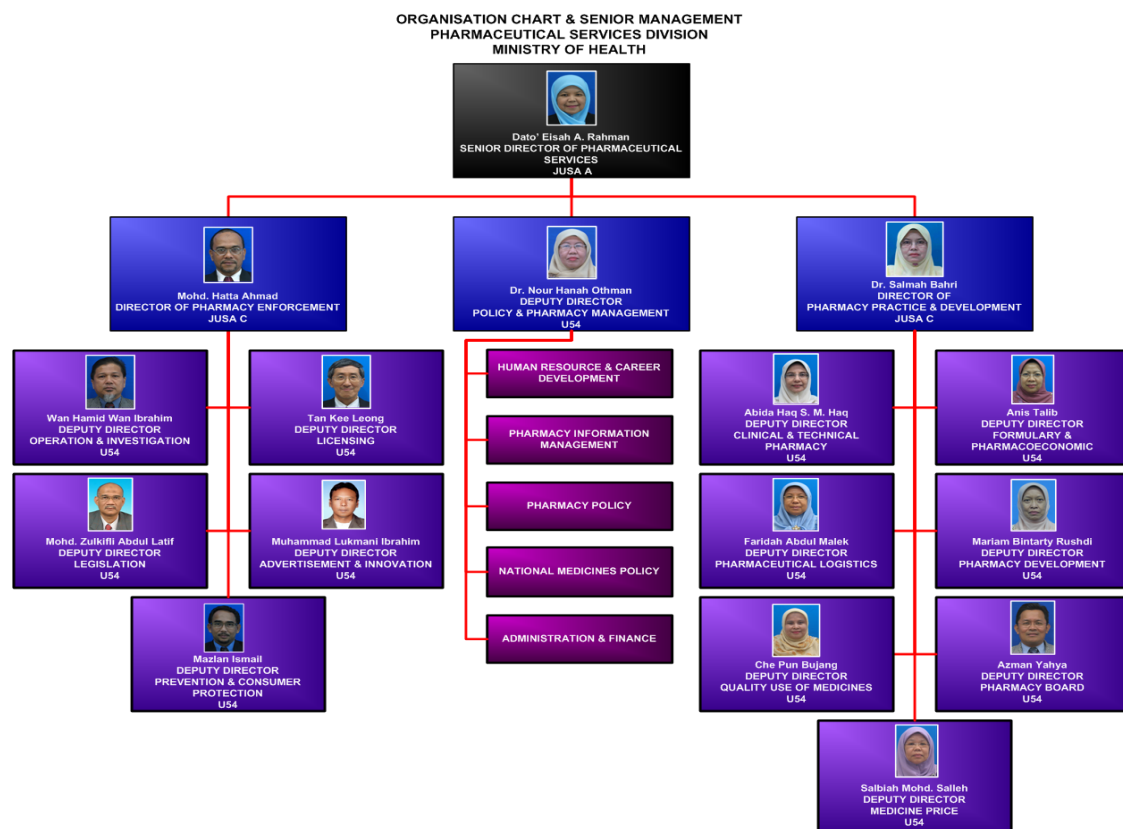 ORGANISATION CHART & SENIOR MANAGEMENT
PHARMACEUTICAL SERVICES DIVISION
MINISTRY OF HEALTH
Dato' Eisah A. Rahman
SENIOR DIRECTOR OF PHARMACEUTICAL
SERVICES
JUSA A
Mohd. Hatta Ahmad
DIRECTOR OF PHARMACY ENFORCEMENT
JUSA C
Dr. Nour Hanah Othman
DEPUTY DIRECTOR
POLICY & PHARMACY MANAGEMENT
U54
Dr. Salmah Bahri
DIRECTOR OF
PHARMACY PRACTICE & DEVELOPMENT
JUSA C
Wan Hamid Wan Ibrahim
DEPUTY DIRECTOR
OPERATION & INVESTIGATION
U54
Tan Kee Leong
DEPUTY DIRECTOR
LICENSING
U54
Mohd. Zulkifli Abdul Latif
DEPUTY DIRECTOR
LEGISLATION
U54
Muhammad Lukmani Ibrahim
DEPUTY DIRECTOR
ADVERTISEMENT & INNOVATION
U54
Mazlan Ismail
DEPUTY DIRECTOR
PREVENTION & CONSUMER
PROTECTION
U54
HUMAN RESOURCE & CAREER
DEVELOPMENT
PHARMACY INFORMATION
MANAGEMENT
PHARMACY POLICY
NATIONAL MEDICINES POLICY
ADMINISTRATION & FINANCE
Abida Haq S. M. Haq
DEPUTY DIRECTOR
CLINICAL & TECHNICAL
PHARMACY
U54
Anis Talib
DEPUTY DIRECTOR
FORMULARY &
PHARMACOECONOMIC
U54
Faridah Abdul Malek
DEPUTY DIRECTOR
PHARMACEUTICAL LOGISTICS
U54
Mariam Bintarty Rushdi
DEPUTY DIRECTOR
PHARMACY DEVELOPMENT
U54
Che Pun Bujang
DEPUTY DIRECTOR
QUALITY USE OF MEDICINES
U54
Azman Yahya
DEPUTY DIRECTOR
PHARMACY BOARD
U54
Salbiah Mohd. Salleh
DEPUTY DIRECTOR
MEDICINE PRICE
U54